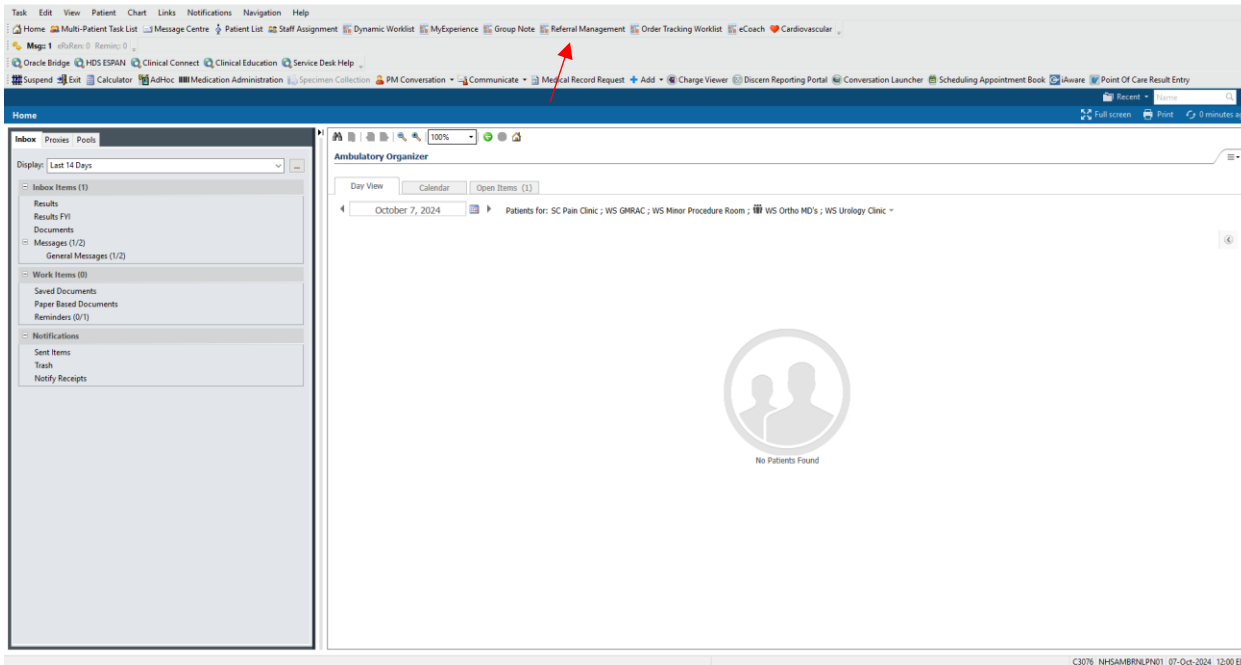 Task Edit View Patient Chart Links Notifications Navigation Help
Home Multi-Patient Task List Message Centre Patient List Staff Assignment Dynamic Worklist MyExperience Group Note Referral Management Order Tracking Worklist eCoach Cardiovascular
Msg: 1 eRxRen: 0 Remin: 0
Oracle Bridge HDS ESPAN Clinical Connect Clinical Education Service Desk Help
Suspend Exit Calculator AdHoc Medication Administration Specimen Collection PM Conversation Communicate Medical Record Request Add Charge Viewer Discern Reporting Portal Conversation Launcher Scheduling Appointment Book iAware Point Of Care Result Entry
Recent Name
Home Full screen Print 0 minutes ag
Inbox Proxies Pools
100%
Display: Last 14 Days ...
Ambulatory Organizer
Inbox Items (1)
Day View Calendar Open Items (1)
Results
October 7, 2024 Patients for: SC Pain Clinic ; WS GMRAC ; WS Minor Procedure Room ; WS Ortho MD's ; WS Urology Clinic
Results FYI
Documents
Messages (1/2)
General Messages (1/2)
Work Items (0)
Saved Documents
Paper Based Documents
Reminders (0/1)
Notifications
Sent Items
Trash
Notify Receipts
No Patients Found
C3076 NHSAMBRNLPN01 07-Oct-2024 12:00